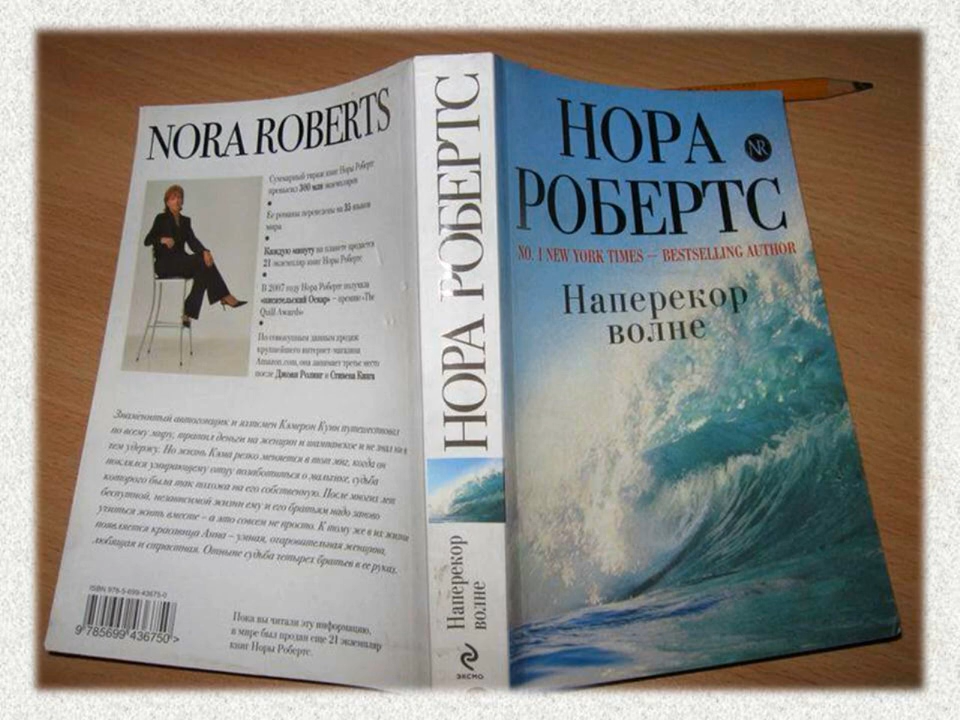 NORA ROBERTS
Суммарный тираж книг Норы Робертс
превысил 300 млн экземпляров
Ее романы переведены на 35 языков
мира
Каждую минуту на планете продается
21 экземпляр книг Норы Робертс
В 2007 году Нора Робертс получила
«писательский Оскар» – премию «The
Quill Awards»
По совокупным данным продаж
крупнейшего интернет-магазина
Amazon.com, она занимает третье место
после Джоан Ролинг и Стивена Кинга
Знаменитый автогонщик и яхтсмен Кэмерон Куин путешествовал
по всему миру, тратил деньги на женщин и шампанское и не знал ни в
чем удержу. Но жизнь Кэма резко меняется в тот миг, когда он
поклялся умирающему отцу позаботиться о мальчике, судьба
которого была так похожа на его собственную. После многих лет
беспутной, независимой жизни ему и его братьям надо заново
учиться жить вместе – а это совсем не просто. К тому же в их жизни
появляется красавица Анна – умная, очаровательная женщина,
любящая и страстная. Отныне судьба четырех братьев в ее руках.
ISBN 978-5-699-43675-0
9 785699 436750 >
Пока вы читали эту информацию,
в мире был продан еще 21 экземпляр
книг Норы Робертс.
НОРА РОБЕРТС
Наперекор
волне
ЭКСМО
НОРА
NR
РОБЕРТС
NO. 1 NEW YORK TIMES — BESTSELLING AUTHOR
Наперекор
волне